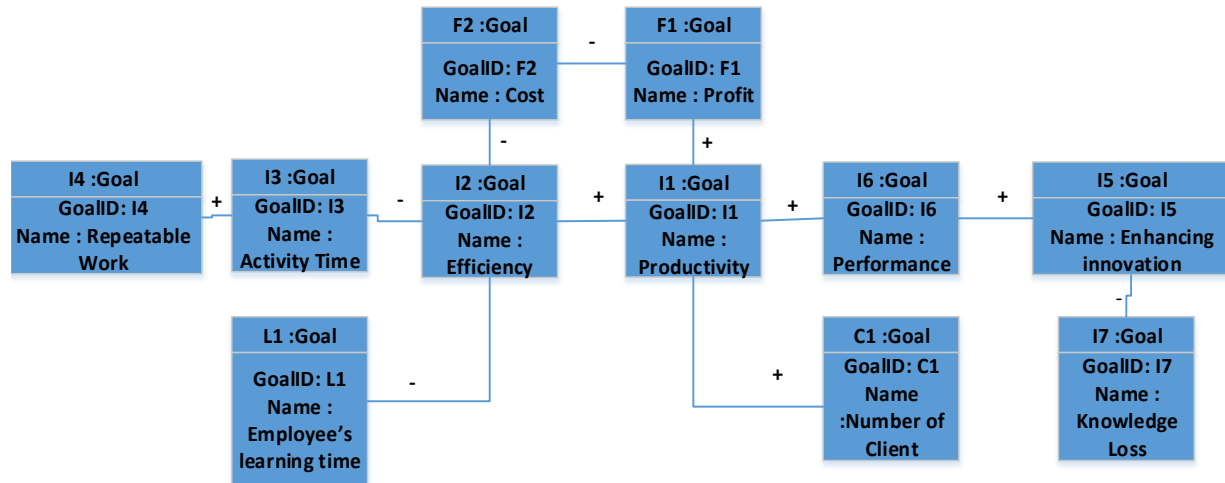 F2 :Goal
GoalID: F2
Name : Cost
-
F1 :Goal
GoalID: F1
Name : Profit
-
+
I4 :Goal
GoalID: I4
Name : Repeatable
Work
+
I3 :Goal
GoalID: I3
Name :
Activity Time
-
I2 :Goal
GoalID: I2
Name :
Efficiency
+
I1 :Goal
GoalID: I1
Name :
Productivity
+
I6 :Goal
GoalID: I6
Name :
Performance
+
I5 :Goal
GoalID: I5
Name : Enhancing
innovation
-
L1 :Goal
GoalID: L1
Name :
Employee’s
learning time
-
+
C1 :Goal
GoalID: C1
Name
:Number of
Client
I7 :Goal
GoalID: I7
Name :
Knowledge
Loss